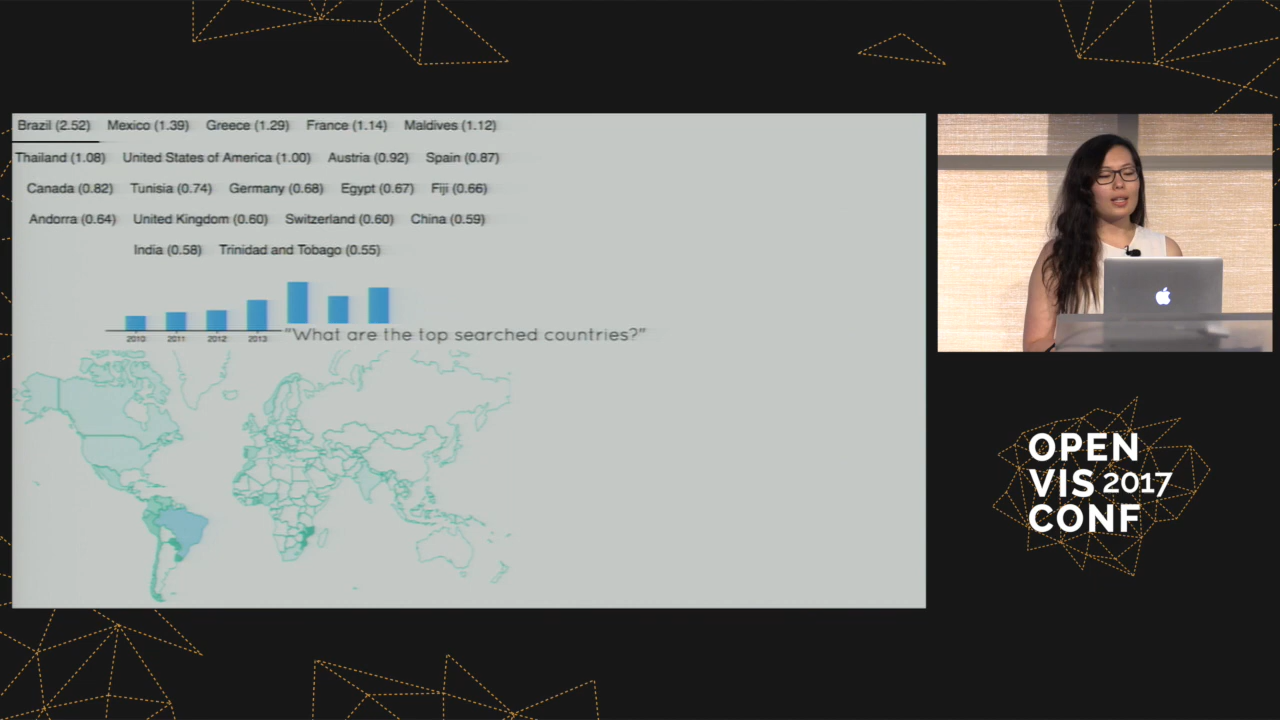 Brazil (2.52) Mexico (1.39) Greece (1.29) France (1.14) Maldives (1.12)
Thailand (1.08) United States of America (1.00) Austria (0.92) Spain (0.87)
Canada (0.82) Tunisia (0.74) Germany (0.68) Egypt (0.67) Fiji (0.66)
Andorra (0.64) United Kingdom (0.60) Switzerland (0.60) China (0.59)
India (0.58) Trinidad and Tobago (0.55)
2010 2011 2012 2013 "What are the top searched countries?"
OPEN
VIS 2017
CONF